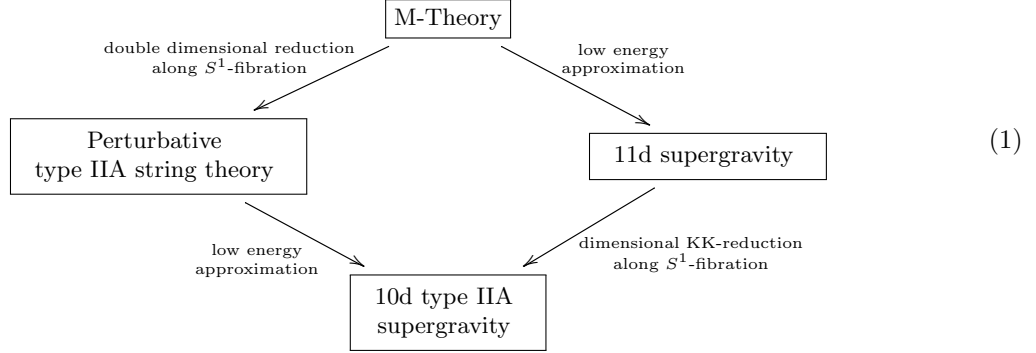 M-Theory
double dimensional reduction
along S¹-fibration
low energy
approximation
Perturbative
type IIA string theory
11d supergravity
(1)
low energy
approximation
dimensional KK-reduction
along S¹-fibration
10d type IIA
supergravity